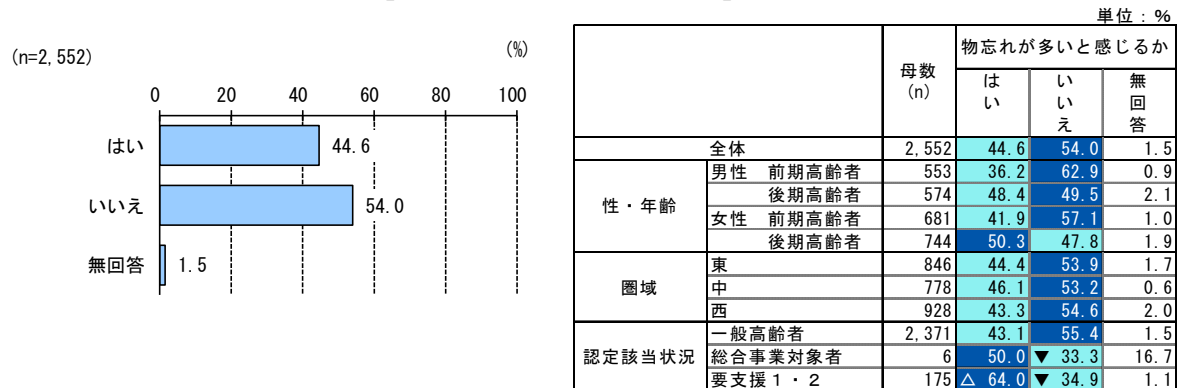 単位：%
(n=2,552)
(%)
0 20 40 60 80 100
はい 44.6
いいえ 54.0
無回答 1.5
母数(n) 物忘れが多いと感じるか
はい いいえ 無回答
全体 2,552 44.6 54.0 1.5
性・年齢 男性 前期高齢者 553 36.2 62.9 0.9
後期高齢者 574 48.4 49.5 2.1
女性 前期高齢者 681 41.9 57.1 1.0
後期高齢者 744 50.3 47.8 1.9
圏域 東 846 44.4 53.9 1.7
中 778 46.1 53.2 0.6
西 928 43.3 54.6 2.0
認定該当状況 一般高齢者 2,371 43.1 55.4 1.5
総合事業対象者 6 50.0 ▼ 33.3 16.7
要支援１・２ 175 △ 64.0 ▼ 34.9 1.1